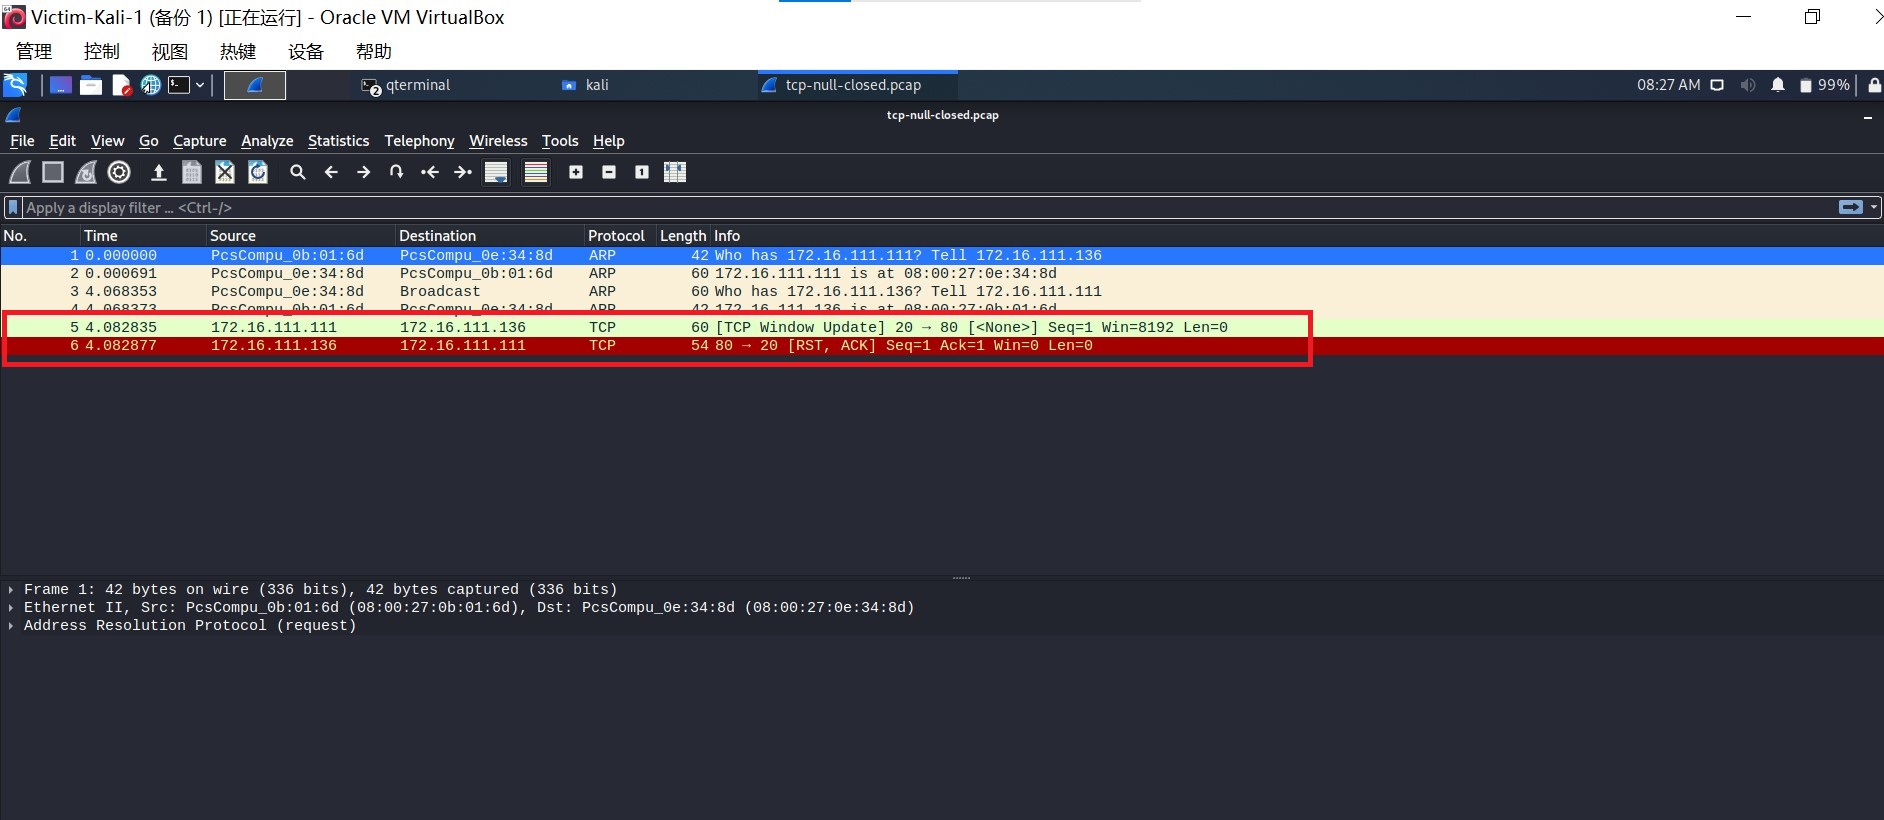 Victim-Kali-1 (备份 1) [正在运行] - Oracle VM VirtualBox
管理 控制 视图 热键 设备 帮助
qterminal kali tcp-null-closed.pcap 08:27 AM 99%
tcp-null-closed.pcap
File Edit View Go Capture Analyze Statistics Telephony Wireless Tools Help
Apply a display filter … <Ctrl-/>
No. Time Source Destination Protocol Length Info
1 0.000000 PcsCompu_0b:01:6d PcsCompu_0e:34:8d ARP 42 Who has 172.16.111.111? Tell 172.16.111.136
2 0.000691 PcsCompu_0e:34:8d PcsCompu_0b:01:6d ARP 60 172.16.111.111 is at 08:00:27:0e:34:8d
3 4.068353 PcsCompu_0e:34:8d Broadcast ARP 60 Who has 172.16.111.136? Tell 172.16.111.111
4 4.068373 PcsCompu_0b:01:6d PcsCompu_0e:34:8d ARP 42 172.16.111.136 is at 08:00:27:0b:01:6d
5 4.082835 172.16.111.111 172.16.111.136 TCP 60 [TCP Window Update] 20 → 80 [<None>] Seq=1 Win=8192 Len=0
6 4.082877 172.16.111.136 172.16.111.111 TCP 54 80 → 20 [RST, ACK] Seq=1 Ack=1 Win=0 Len=0
Frame 1: 42 bytes on wire (336 bits), 42 bytes captured (336 bits)
Ethernet II, Src: PcsCompu_0b:01:6d (08:00:27:0b:01:6d), Dst: PcsCompu_0e:34:8d (08:00:27:0e:34:8d)
Address Resolution Protocol (request)